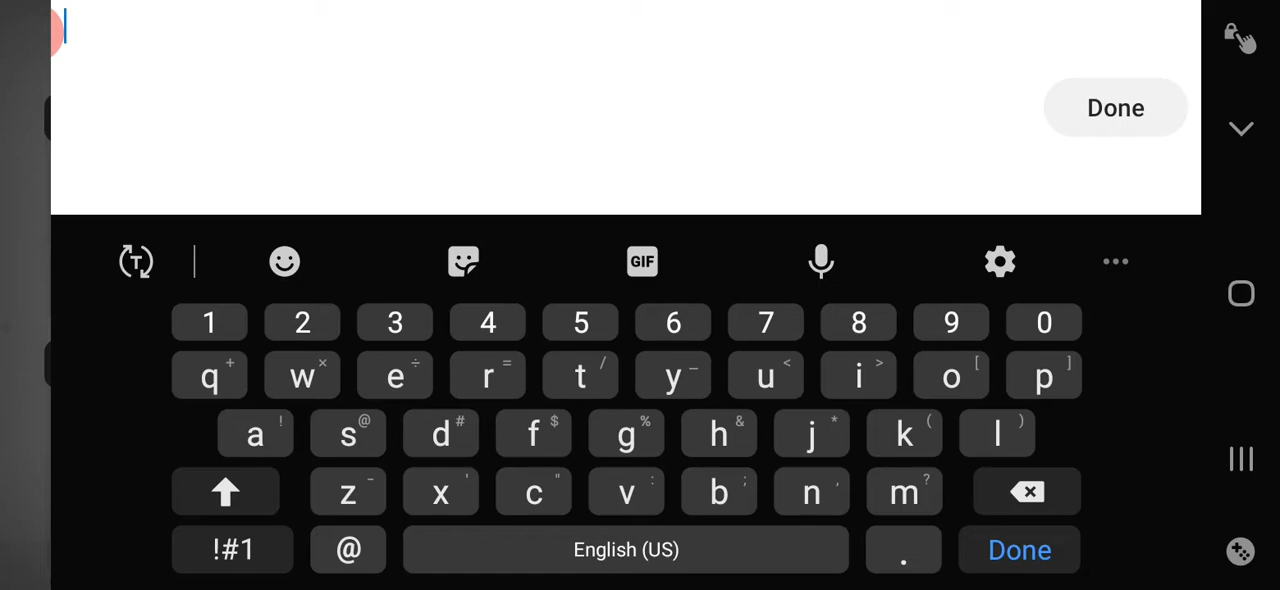 Done
GIF
1 2 3 4 5 6 7 8 9 0
q + w × e ÷ r = t / y – u < i > o [ p ]
a ! s @ d # f $ g % h & j * k ( l )
z - x ' c " v : b ; n , m ?
!#1 @ English (US) . Done